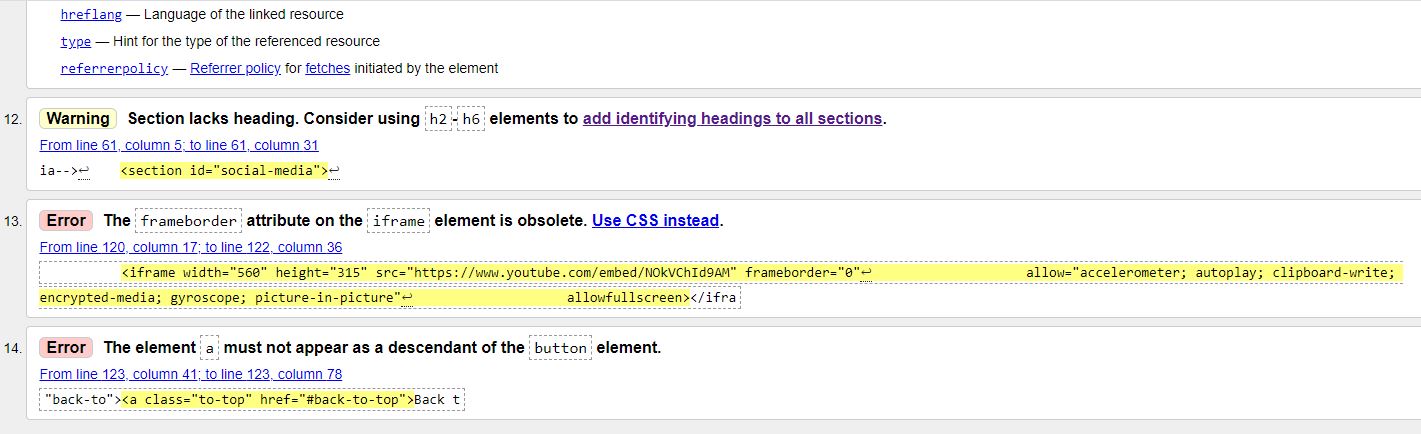 hreflang — Language of the linked resource
type — Hint for the type of the referenced resource
referrerpolicy — Referrer policy for fetches initiated by the element
12. Warning Section lacks heading. Consider using h2-h6 elements to add identifying headings to all sections.
From line 61, column 5; to line 61, column 31
ia-->↩ <section id="social-media">↩
13. Error The frameborder attribute on the iframe element is obsolete. Use CSS instead.
From line 120, column 17; to line 122, column 36
<iframe width="560" height="315" src="https://www.youtube.com/embed/NOkVChId9AM" frameborder="0"↩ allow="accelerometer; autoplay; clipboard-write;
encrypted-media; gyroscope; picture-in-picture"↩ allowfullscreen></ifra
14. Error The element a must not appear as a descendant of the button element.
From line 123, column 41; to line 123, column 78
"back-to"><a class="to-top" href="#back-to-top">Back t